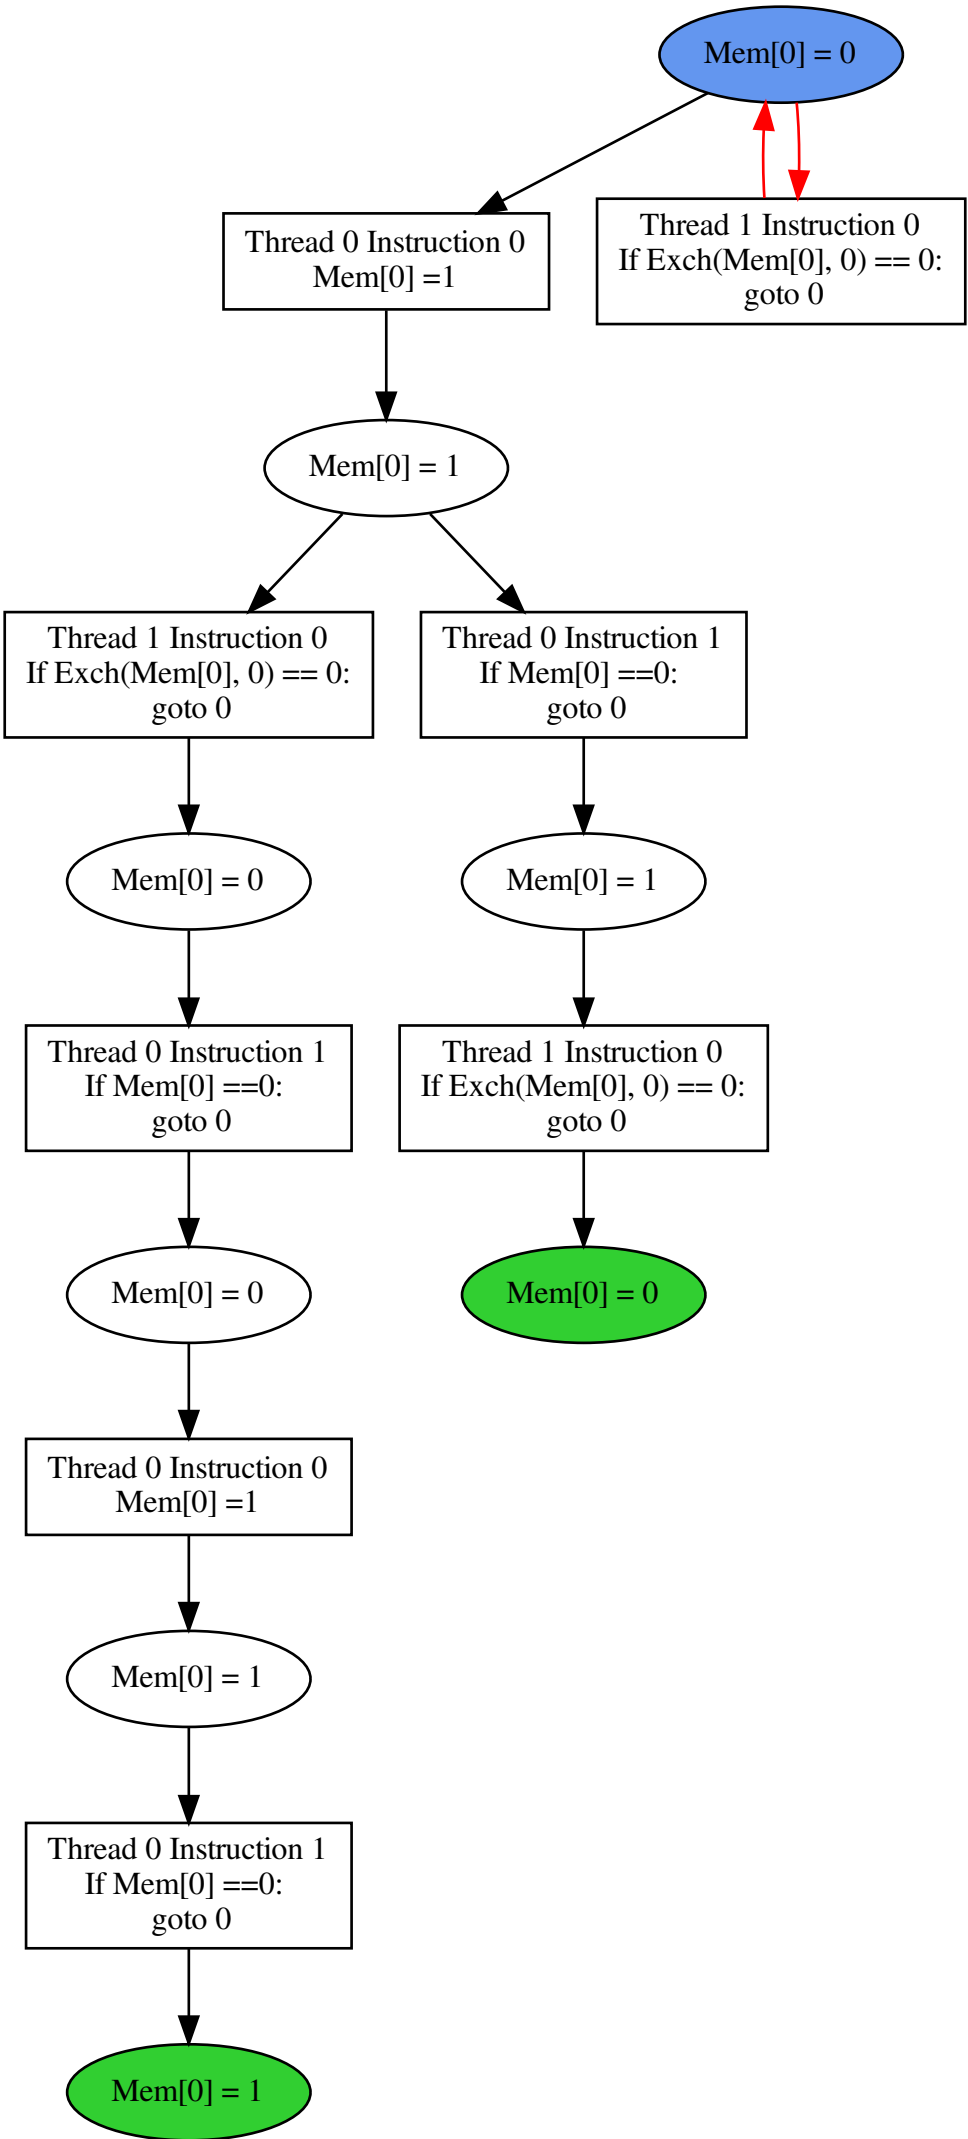 Mem[0] = 0
Thread 0 Instruction 0
Mem[0] =1
Thread 1 Instruction 0
If Exch(Mem[0], 0) == 0:
goto 0
Mem[0] = 1
Thread 1 Instruction 0
If Exch(Mem[0], 0) == 0:
goto 0
Thread 0 Instruction 1
If Mem[0] ==0:
goto 0
Mem[0] = 0
Mem[0] = 1
Thread 0 Instruction 1
If Mem[0] ==0:
goto 0
Thread 1 Instruction 0
If Exch(Mem[0], 0) == 0:
goto 0
Mem[0] = 0
Mem[0] = 0
Thread 0 Instruction 0
Mem[0] =1
Mem[0] = 1
Thread 0 Instruction 1
If Mem[0] ==0:
goto 0
Mem[0] = 1